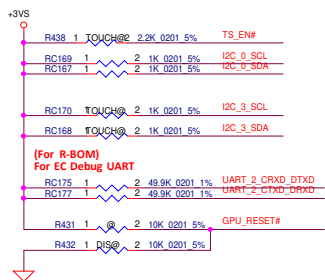 +3VS
R438 1 TOUCH@2 2.2K_0201_5% TS_EN#
RC169 1 2 1K_0201_5% I2C_0_SCL
RC167 1 2 1K_0201_5% I2C_0_SDA
RC170 1TOUCH@ 2 1K_0201_5% I2C_3_SCL
RC168 1TOUCH@ 2 1K_0201_5% I2C_3_SDA
(For R-BOM)
For EC Debug UART
RC175 1 2 49.9K_0201_1% UART_2_CRXD_DTXD
RC177 1 2 49.9K_0201_1% UART_2_CTXD_DRXD
R431 1 @ 2 10K_0201_5% GPU_RESET#
R432 1 DIS@ 2 10K_0201_5%